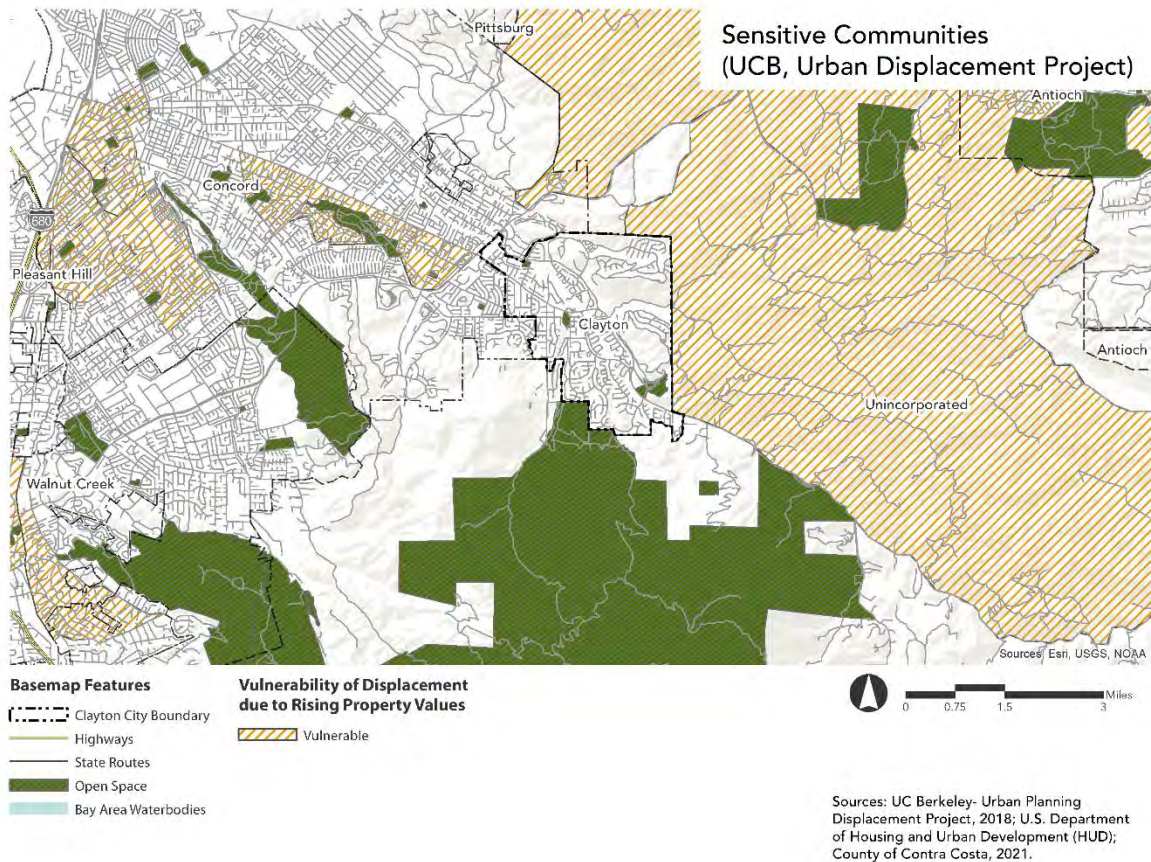 Pittsburg
Sensitive Communities
(UCB, Urban Displacement Project)
Antioch
Concord
680
Pleasant Hill
Clayton
Antioch
Unincorporated
Walnut Creek
Sources: Esri, USGS, NOAA
Basemap Features
Clayton City Boundary
Highways
State Routes
Open Space
Bay Area Waterbodies
Vulnerability of Displacement
due to Rising Property Values
Vulnerable
Miles
0 0.75 1.5 3
Sources: UC Berkeley- Urban Planning
Displacement Project, 2018; U.S. Department
of Housing and Urban Development (HUD);
County of Contra Costa, 2021.